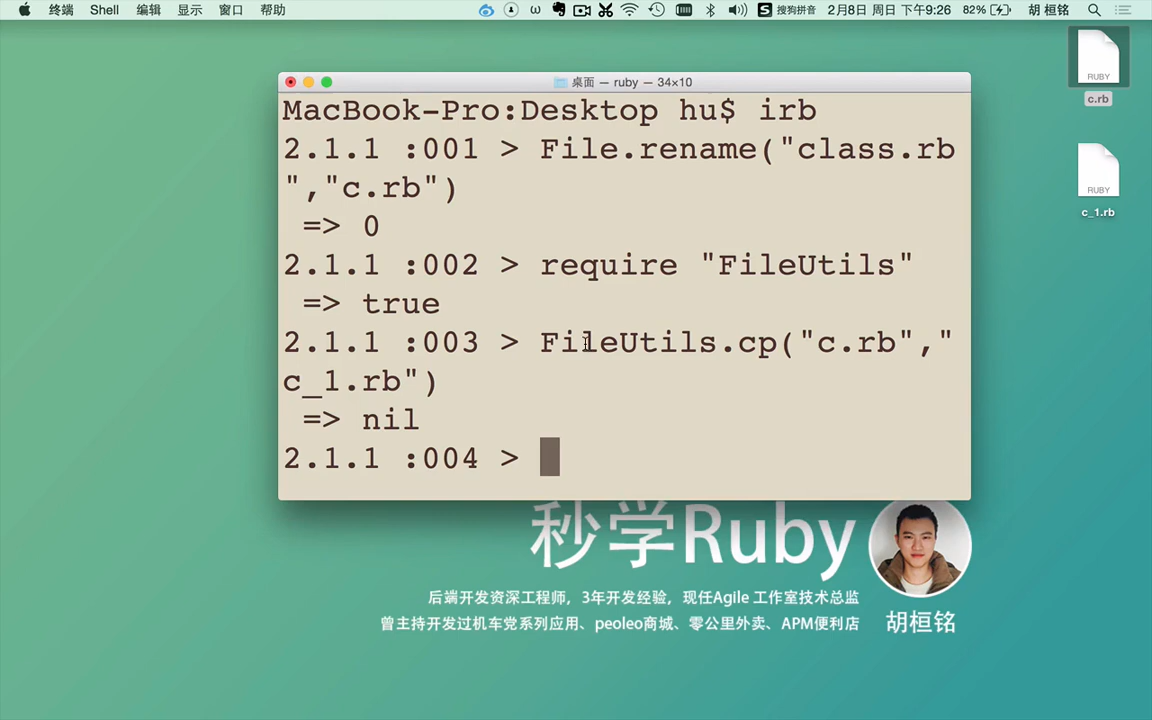 终端 Shell 编辑 显示 窗口 帮助 搜狗拼音 2月8日 周日 下午9:26 82% 胡 桓铭
桌面 — ruby — 34×10
MacBook-Pro:Desktop hu$ irb
2.1.1 :001 > File.rename("class.rb
","c.rb")
=> 0
2.1.1 :002 > require "FileUtils"
=> true
2.1.1 :003 > FileUtils.cp("c.rb","
c_1.rb")
=> nil
2.1.1 :004 >
RUBY
c.rb
RUBY
c_1.rb
秒学Ruby
后端开发资深工程师，3年开发经验，现任Agile 工作室技术总监
曾主持开发过机车党系列应用、peoleo商城、零公里外卖、APM便利店
胡桓铭